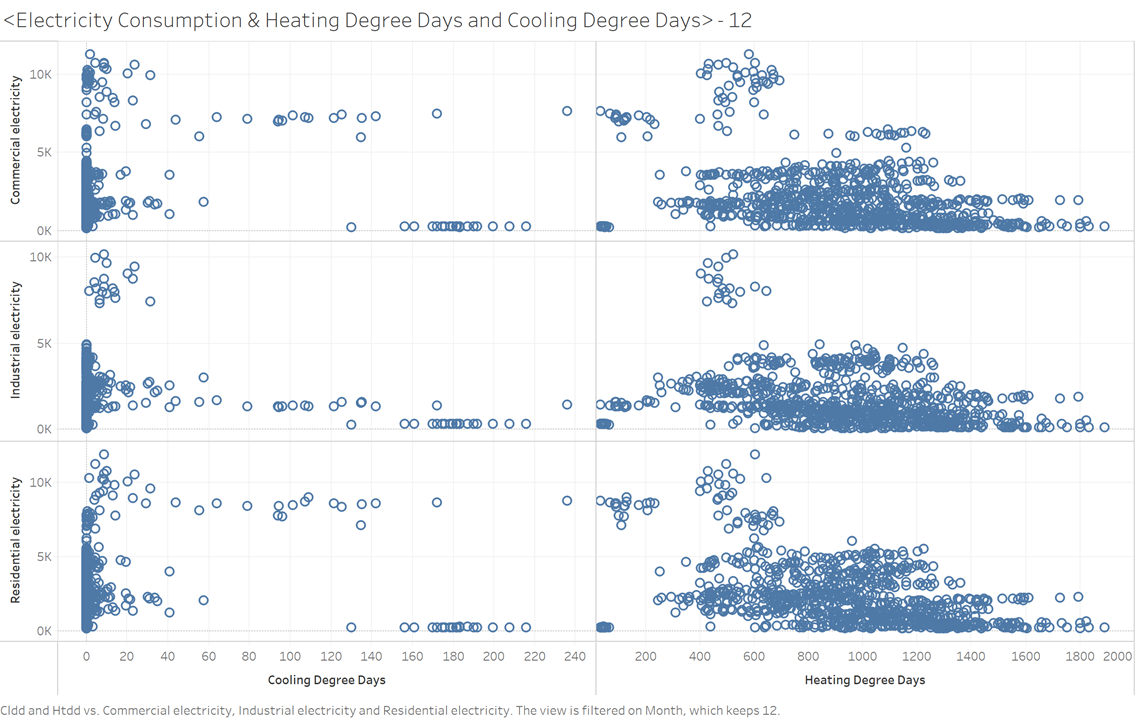 <Electricity Consumption & Heating Degree Days and Cooling Degree Days> - 12
Commercial electricity
10K
5K
0K
Industrial electricity
10K
5K
0K
Residential electricity
10K
5K
0K
0 20 40 60 80 100 120 140 160 180 200 220 240
200 400 600 800 1000 1200 1400 1600 1800 2000
Cooling Degree Days
Heating Degree Days
Cldd and Htdd vs. Commercial electricity, Industrial electricity and Residential electricity. The view is filtered on Month, which keeps 12.